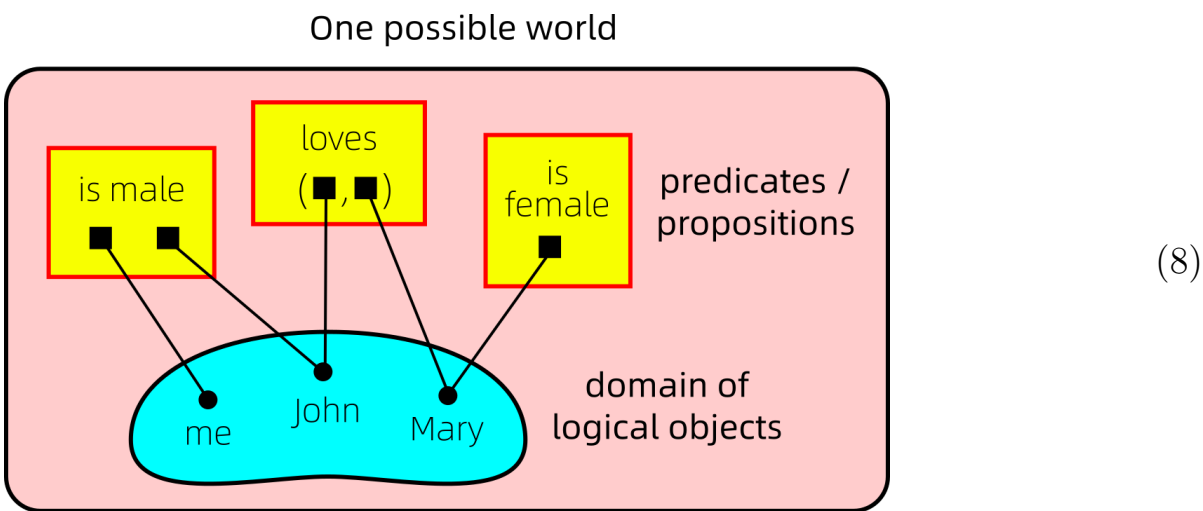 One possible world
is male
loves
(■,■)
is
female
predicates /
propositions
(8)
me
John
Mary
domain of
logical objects